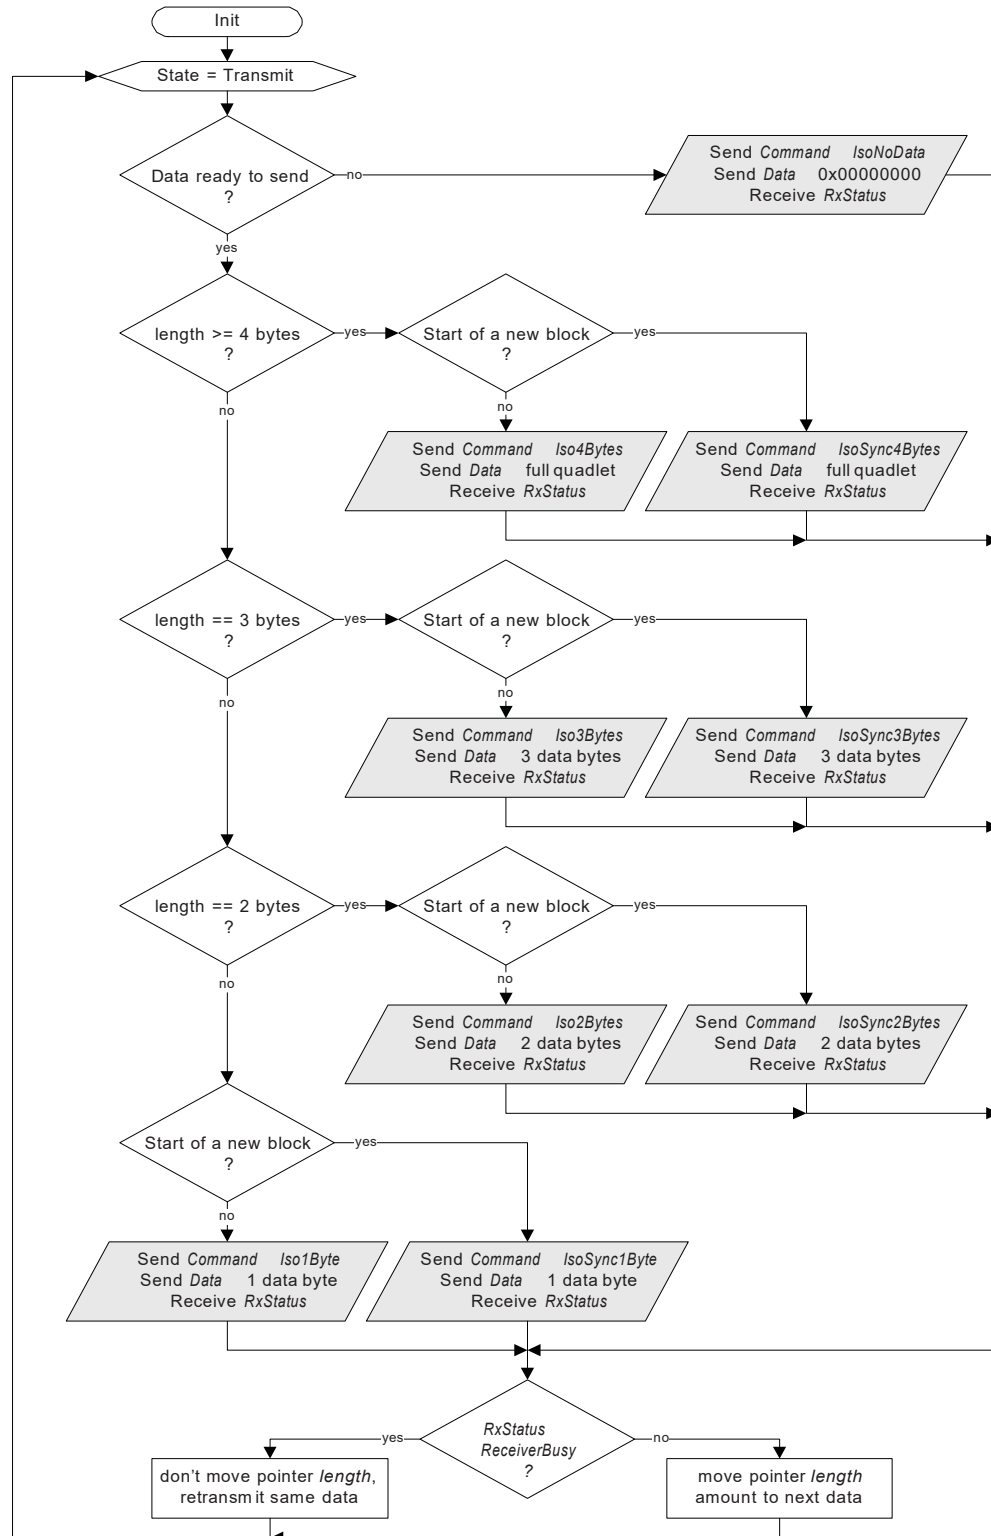 Init
State = Transmit
Data ready to send
?
no
Send Command IsoNoData
Send Data 0x00000000
Receive RxStatus
yes
length >= 4 bytes
?
yes
Start of a new block
?
yes
no
no
Send Command Iso4Bytes
Send Data full quadlet
Receive RxStatus
Send Command IsoSync4Bytes
Send Data full quadlet
Receive RxStatus
length == 3 bytes
?
yes
Start of a new block
?
yes
no
no
Send Command Iso3Bytes
Send Data 3 data bytes
Receive RxStatus
Send Command IsoSync3Bytes
Send Data 3 data bytes
Receive RxStatus
length == 2 bytes
?
yes
Start of a new block
?
yes
no
no
Send Command Iso2Bytes
Send Data 2 data bytes
Receive RxStatus
Send Command IsoSync2Bytes
Send Data 2 data bytes
Receive RxStatus
Start of a new block
?
yes
no
Send Command Iso1Byte
Send Data 1 data byte
Receive RxStatus
Send Command IsoSync1Byte
Send Data 1 data byte
Receive RxStatus
RxStatus
ReceiverBusy
?
yes
no
don't move pointer length,
retransmit same data
move pointer length
amount to next data